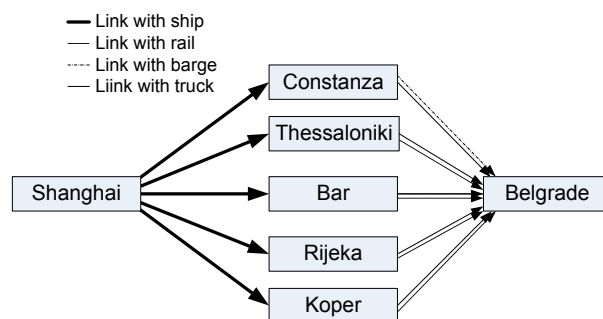 Link with ship
Link with rail
Link with barge
Liink with truck
Constanza
Thessaloniki
Shanghai
Bar
Belgrade
Rijeka
Koper